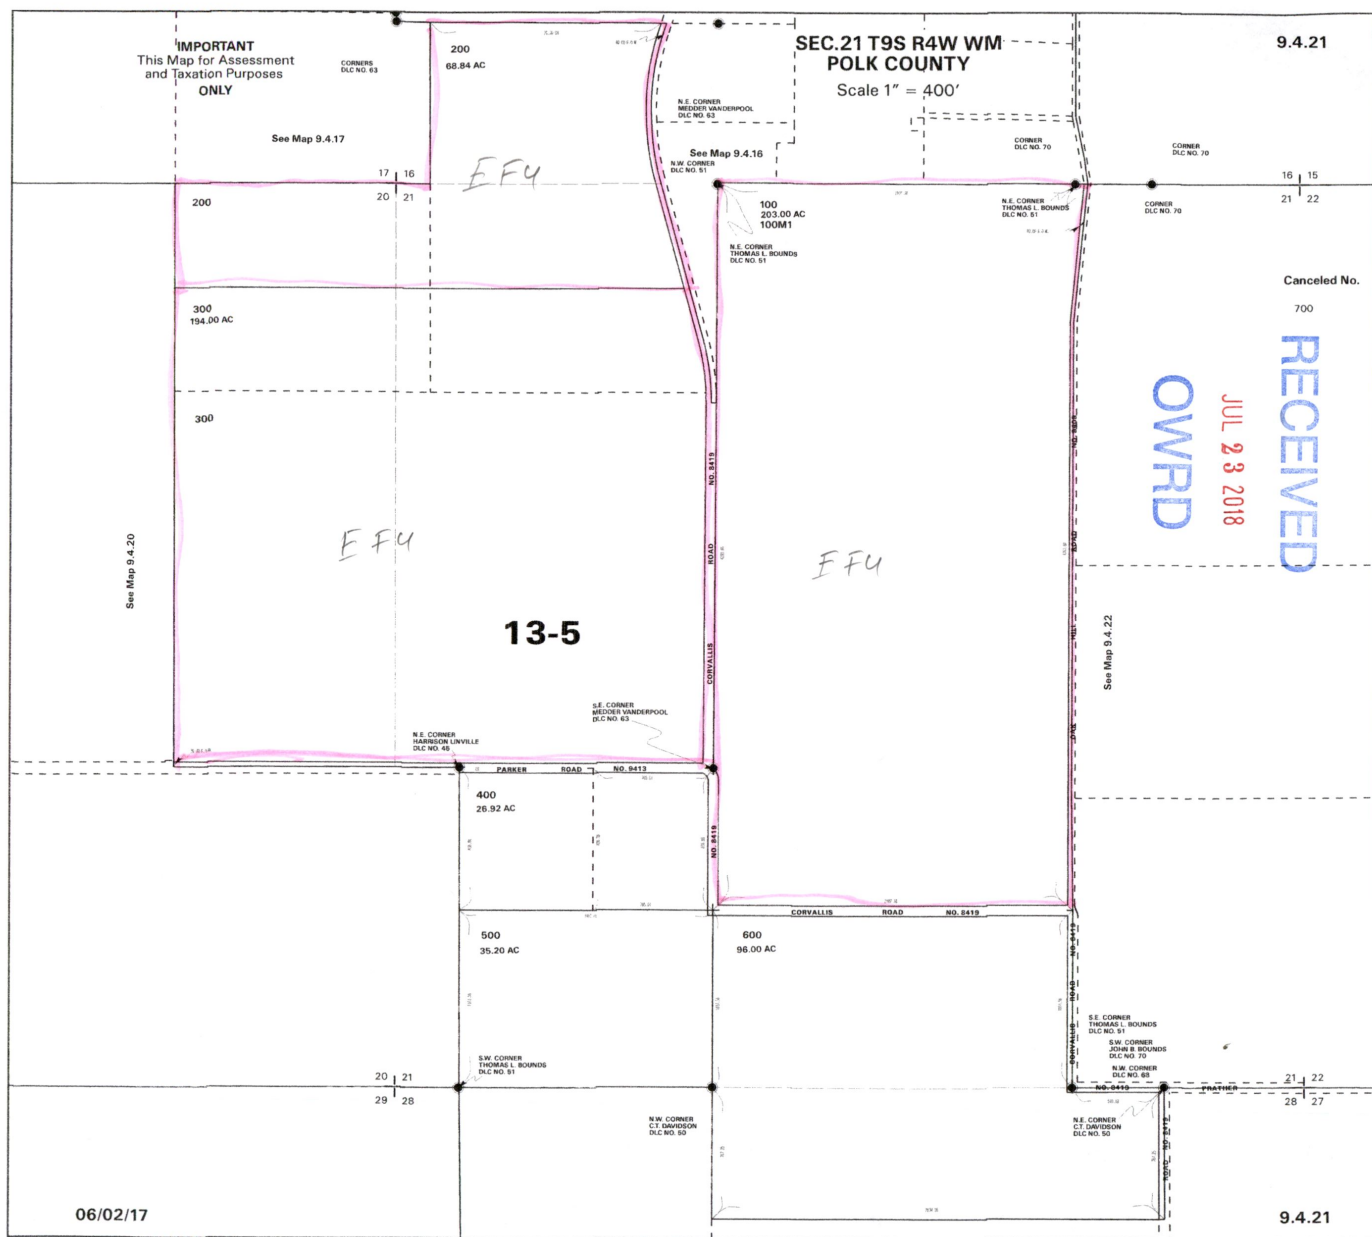 IMPORTANT
This Map for Assessment
and Taxation Purposes
ONLY
CORNERS
DLC NO. 63
See Map 9.4.17
200
68.84 AC
EFU
N.E. CORNER
MEDDER VANDERPOOL
DLC NO. 63
See Map 9.4.16
N.W. CORNER
DLC NO. 51
SEC.21 T9S R4W WM
POLK COUNTY
Scale 1" = 400'
9.4.21
CORNER
DLC NO. 70
CORNER
DLC NO. 70
17 16
20 21
16 15
21 22
200
100
203.00 AC
100M1
N.E. CORNER
THOMAS L. BOUNDS
DLC NO. 51
N.E. CORNER
THOMAS L. BOUNDS
DLC NO. 51
CORNER
DLC NO. 70
Canceled No.
700
300
194.00 AC
300
RECEIVED
JUL 23 2018
OWRD
See Map 9.4.20
EFU
EFU
13-5
CORVALLIS ROAD NO. 8419
OAK HILL ROAD
See Map 9.4.22
S.E. CORNER
MEDDER VANDERPOOL
DLC NO. 63
N.E. CORNER
HARRISON LINVILLE
DLC NO. 46
PARKER ROAD NO. 9413
400
26.92 AC
NO. 8419
CORVALLIS ROAD NO. 8419
500
35.20 AC
600
96.00 AC
CORVALLIS ROAD NO. 8419
S.E. CORNER
THOMAS L. BOUNDS
DLC NO. 51
S.W. CORNER
JOHN B. BOUNDS
DLC NO. 70
N.W. CORNER
DLC NO. 68
S.W. CORNER
THOMAS L. BOUNDS
DLC NO. 51
20 21
29 28
21 22
28 27
NO. 8419 PRATHER
ROAD NO. 8419
N.W. CORNER
C.T. DAVIDSON
DLC NO. 50
N.E. CORNER
C.T. DAVIDSON
DLC NO. 50
06/02/17
9.4.21